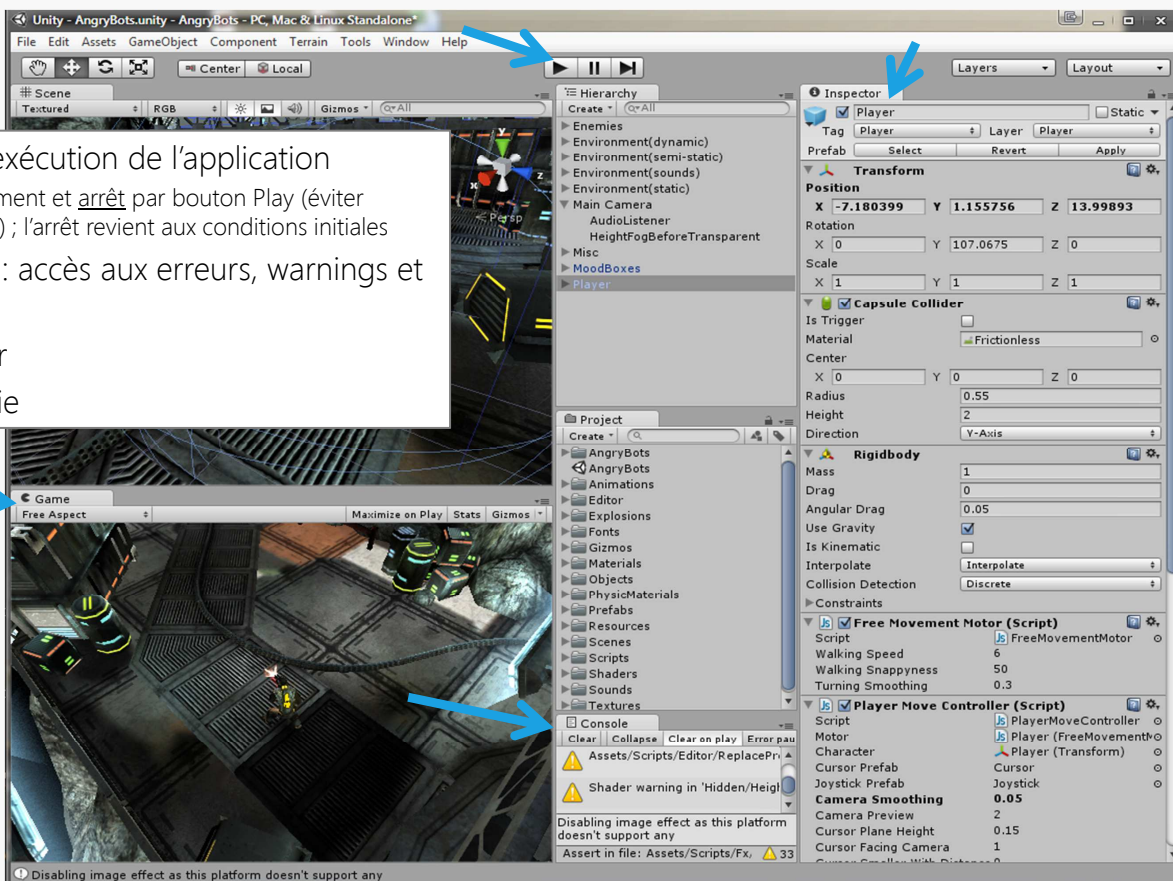 Unity - AngryBots.unity - AngryBots - PC, Mac & Linux Standalone*
File Edit Assets GameObject Component Terrain Tools Window Help
Center Local
Layers Layout
Scene
Textured RGB Gizmos All
exécution de l'application
ment et arrêt par bouton Play (éviter
) ; l'arrêt revient aux conditions initiales
: accès aux erreurs, warnings et
r
ie
y
x
z
Persp
Game
Free Aspect Maximize on Play Stats Gizmos
Hierarchy
Create All
Enemies
Environment(dynamic)
Environment(semi-static)
Environment(sounds)
Environment(static)
Main Camera
AudioListener
HeightFogBeforeTransparent
Misc
MoodBoxes
Player
Project
Create
AngryBots
AngryBots
Animations
Editor
Explosions
Fonts
Gizmos
Materials
Objects
PhysicMaterials
Prefabs
Resources
Scenes
Scripts
Shaders
Sounds
Textures
Console
Clear Collapse Clear on play Error pau
Assets/Scripts/Editor/ReplacePr
Shader warning in 'Hidden/Heigh
Disabling image effect as this platform
doesn't support any
Assert in file: Assets/Scripts/Fx/ 33
Inspector
Player Static
Tag Player Layer Player
Prefab Select Revert Apply
Transform
Position
X -7.180399 Y 1.155756 Z 13.99893
Rotation
X 0 Y 107.0675 Z 0
Scale
X 1 Y 1 Z 1
Capsule Collider
Is Trigger
Material Frictionless
Center
X 0 Y 0 Z 0
Radius 0.55
Height 2
Direction Y-Axis
Rigidbody
Mass 1
Drag 0
Angular Drag 0.05
Use Gravity
Is Kinematic
Interpolate Interpolate
Collision Detection Discrete
Constraints
Js Free Movement Motor (Script)
Script Js FreeMovementMotor
Walking Speed 6
Walking Snappyness 50
Turning Smoothing 0.3
Js Player Move Controller (Script)
Script Js PlayerMoveController
Motor Js Player (FreeMovementM
Character Player (Transform)
Cursor Prefab Cursor
Joystick Prefab Joystick
Camera Smoothing 0.05
Camera Preview 2
Cursor Plane Height 0.15
Cursor Facing Camera 1
Cursor Smaller With Distance 0
Disabling image effect as this platform doesn't support any